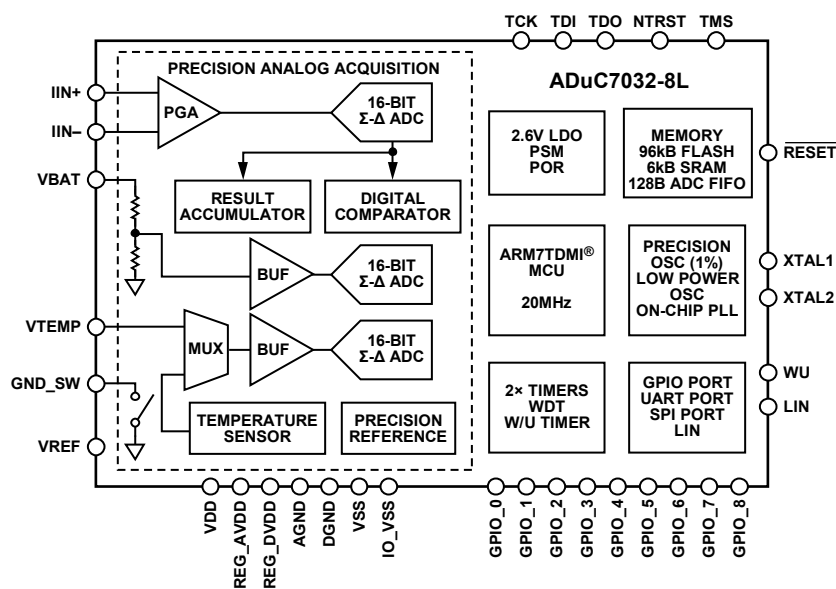 TCK TDI TDO NTRST TMS
PRECISION ANALOG ACQUISITION
ADuC7032-8L
IIN+
IIN–
VBAT
VTEMP
GND_SW
VREF
PGA
16-BIT
Σ-Δ ADC
RESULT
ACCUMULATOR
DIGITAL
COMPARATOR
BUF
16-BIT
Σ-Δ ADC
MUX
BUF
16-BIT
Σ-Δ ADC
TEMPERATURE
SENSOR
PRECISION
REFERENCE
2.6V LDO
PSM
POR
MEMORY
96kB FLASH
6kB SRAM
128B ADC FIFO
ARM7TDMI®
MCU
20MHz
PRECISION
OSC (1%)
LOW POWER
OSC
ON-CHIP PLL
2× TIMERS
WDT
W/U TIMER
GPIO PORT
UART PORT
SPI PORT
LIN
RESET
XTAL1
XTAL2
WU
LIN
VDD
REG_AVDD
REG_DVDD
AGND
DGND
VSS
IO_VSS
GPIO_0
GPIO_1
GPIO_2
GPIO_3
GPIO_4
GPIO_5
GPIO_6
GPIO_7
GPIO_8